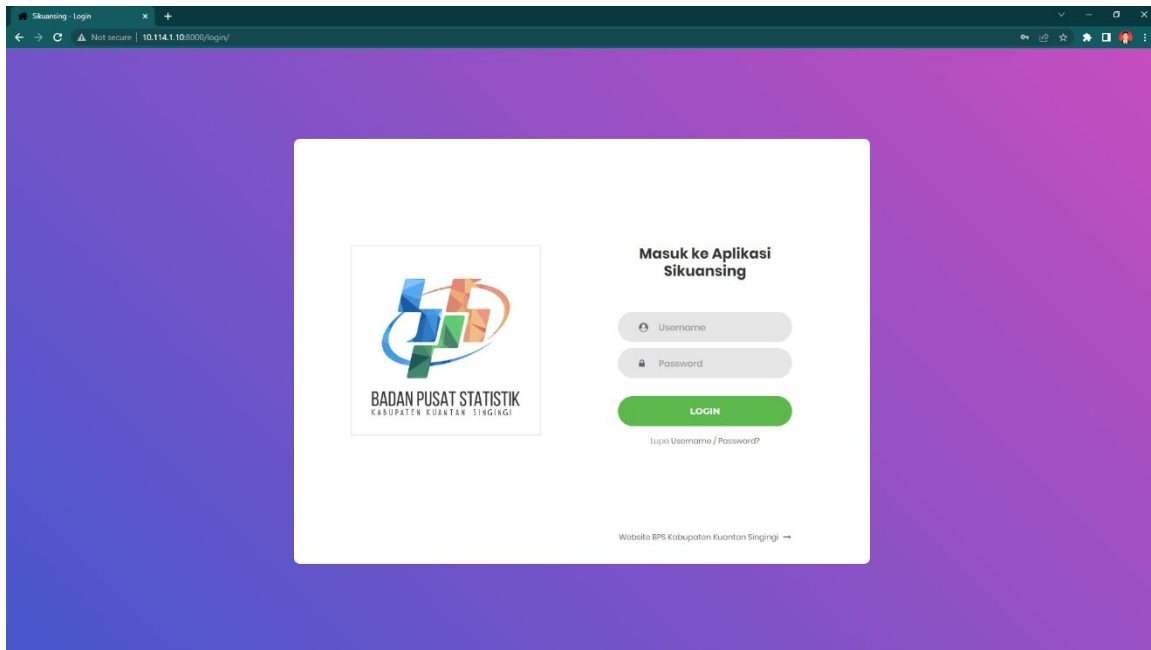 Sikuansing - Login
Not secure | 10.114.1.10:8000/login/
Masuk ke Aplikasi
Sikuansing
Username
Password
BADAN PUSAT STATISTIK
KABUPATEN KUANTAN SINGINGI
LOGIN
Lupa Username / Password?
Website BPS Kabupaten Kuantan Singingi →